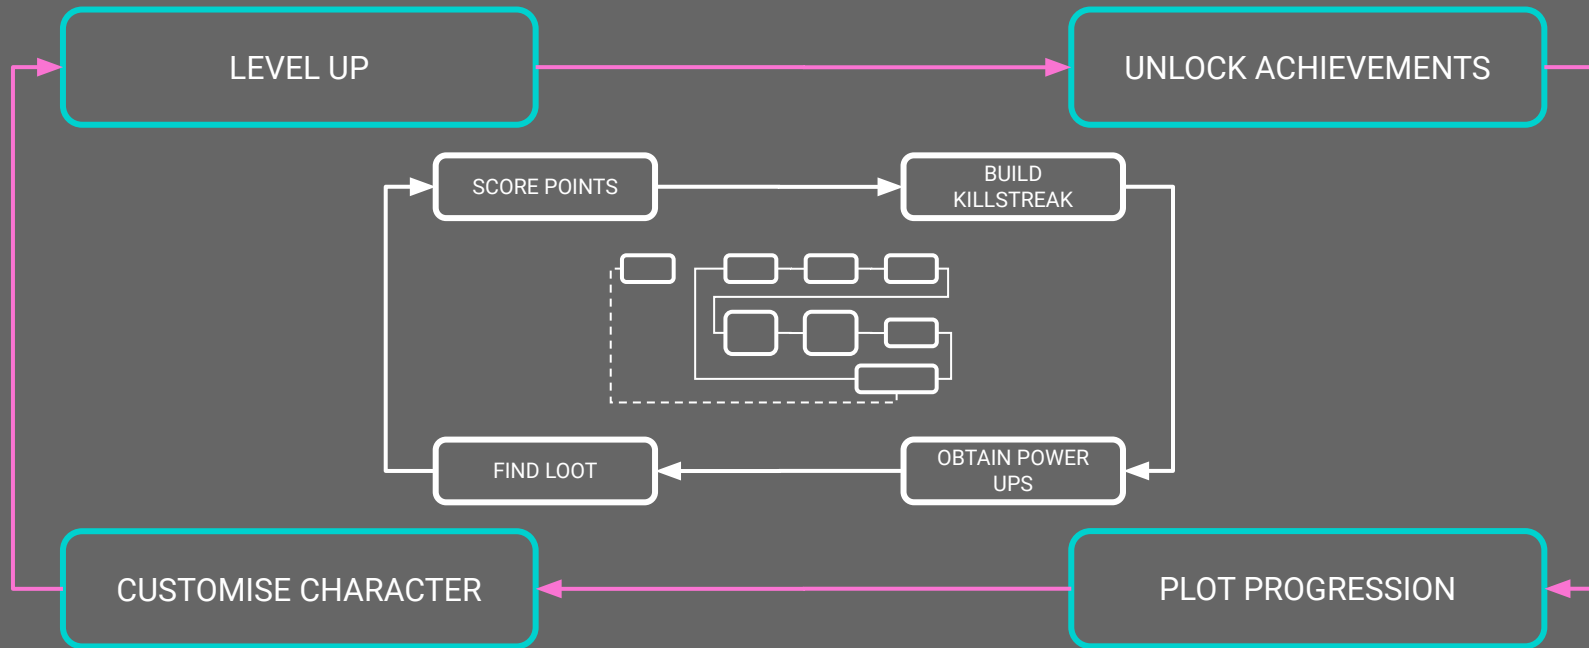 LEVEL UP
UNLOCK ACHIEVEMENTS
SCORE POINTS
BUILD
KILLSTREAK
FIND LOOT
OBTAIN POWER
UPS
CUSTOMISE CHARACTER
PLOT PROGRESSION